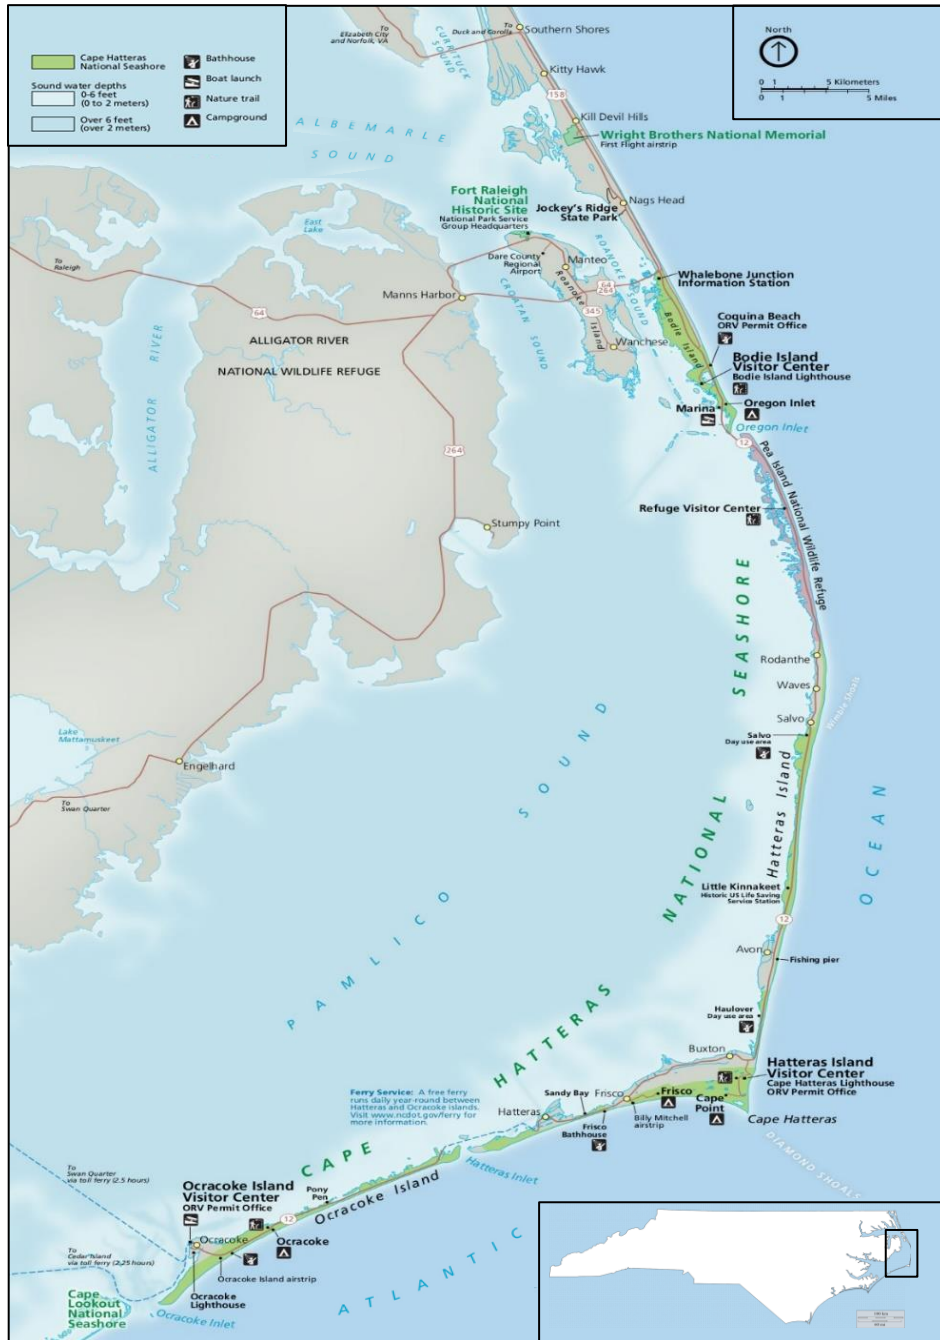 Cape Hatteras
National Seashore
Sound water depths
0-6 feet
(0 to 2 meters)
Over 6 feet
(over 2 meters)
Bathhouse
Boat launch
Nature trail
Campground
To
Elizabeth City
and Norfolk, VA
CURRITUCK
SOUND
To
Duck and Corolla
Southern Shores
North
0 1 5 Kilometers
0 1 5 Miles
Kitty Hawk
158
Kill Devil Hills
ALBEMARLE
SOUND
Wright Brothers National Memorial
First Flight airstrip
Fort Raleigh
National
Historic Site
National Park Service
Group Headquarters
Jockey's Ridge
State Park
Nags Head
East
Lake
To
Raleigh
Dare County
Regional
Airport
Manteo
ROANOKE SOUND
CROATAN SOUND
Roanoke
Island
Whalebone Junction
Information Station
64
264
Manns Harbor
345
64
Bodie Island
Coquina Beach
ORV Permit Office
ALLIGATOR RIVER
NATIONAL WILDLIFE REFUGE
Wanchese
Bodie Island
Visitor Center
Bodie Island Lighthouse
ALLIGATOR RIVER
Marina
Oregon Inlet
Oregon Inlet
12
264
Pea Island National Wildlife Refuge
Refuge Visitor Center
Stumpy Point
Rodanthe
Waves
Wimble Shoals
Salvo
Salvo
Day use area
Lake
Mattamuskeet
Engelhard
To
Swan Quarter
Hatteras Island
OCEAN
PAMLICO SOUND
CAPE HATTERAS NATIONAL SEASHORE
Little Kinnakeet
Historic US Life Saving
Service Station
12
Avon
Fishing pier
Haulover
Day use area
Buxton
Hatteras Island
Visitor Center
Cape Hatteras Lighthouse
ORV Permit Office
Ferry Service: A free ferry
runs daily year-round between
Hatteras and Ocracoke islands.
Visit www.ncdot.gov/ferry for
more information.
Sandy Bay
Frisco
Frisco
Cape
Point
Hatteras
Frisco
Bathhouse
Billy Mitchell
airstrip
Cape Hatteras
DIAMOND SHOALS
Hatteras Inlet
To
Swan Quarter
via toll ferry (2.5 hours)
Ocracoke Island
Visitor Center
ORV Permit Office
Pony
Pen
Ocracoke Island
12
Ocracoke
Ocracoke
To
Cedar Island
via toll ferry (2.25 hours)
Ocracoke Island airstrip
Ocracoke
Lighthouse
Cape
Lookout
National
Seashore
Ocracoke Inlet
ATLANTIC